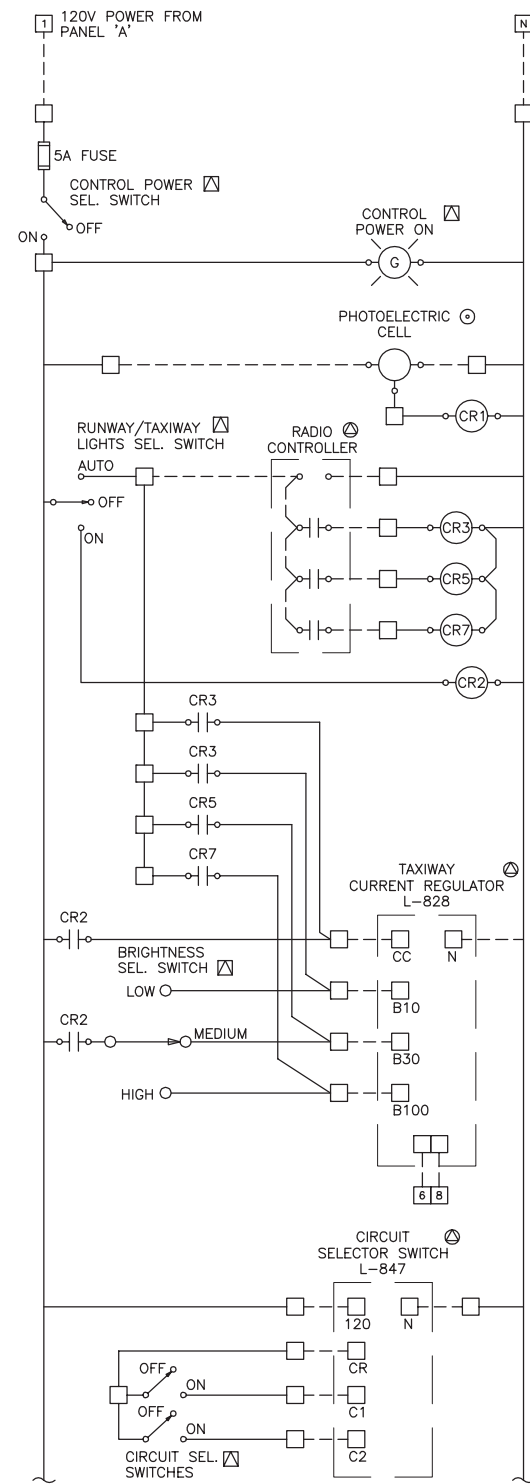 1 120V POWER FROM
PANEL 'A'
N
5A FUSE
CONTROL POWER
SEL. SWITCH
OFF
ON
CONTROL
POWER ON
G
PHOTOELECTRIC
CELL
CR1
RUNWAY/TAXIWAY
LIGHTS SEL. SWITCH
AUTO
OFF
ON
RADIO
CONTROLLER
CR3
CR5
CR7
CR2
CR3
CR3
CR5
CR7
TAXIWAY
CURRENT REGULATOR
L-828
CR2
CC N
BRIGHTNESS
SEL. SWITCH
LOW
B10
CR2
MEDIUM
B30
HIGH
B100
6 8
CIRCUIT
SELECTOR SWITCH
L-847
120 N
CR
OFF
ON
C1
OFF
ON
C2
CIRCUIT SEL.
SWITCHES